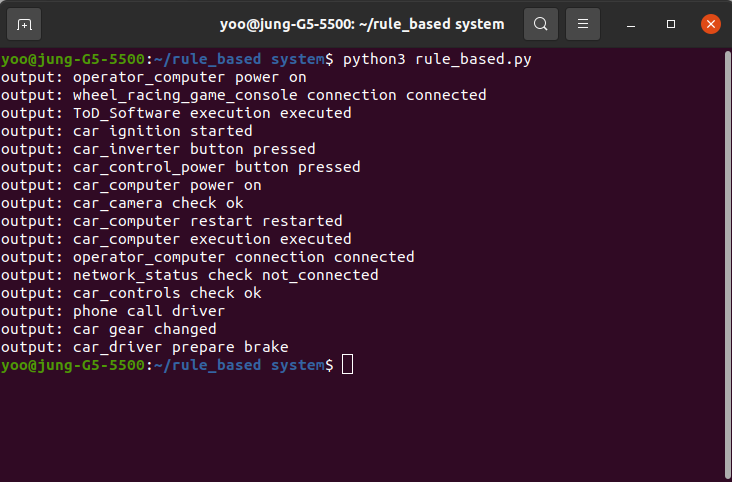 yoo@jung-G5-5500: ~/rule_based system
yoo@jung-G5-5500:~/rule_based system$ python3 rule_based.py
output: operator_computer power on
output: wheel_racing_game_console connection connected
output: ToD_Software execution executed
output: car ignition started
output: car_inverter button pressed
output: car_control_power button pressed
output: car_computer power on
output: car_camera check ok
output: car_computer restart restarted
output: car_computer execution executed
output: operator_computer connection connected
output: network_status check not_connected
output: car_controls check ok
output: phone call driver
output: car gear changed
output: car_driver prepare brake
yoo@jung-G5-5500:~/rule_based system$